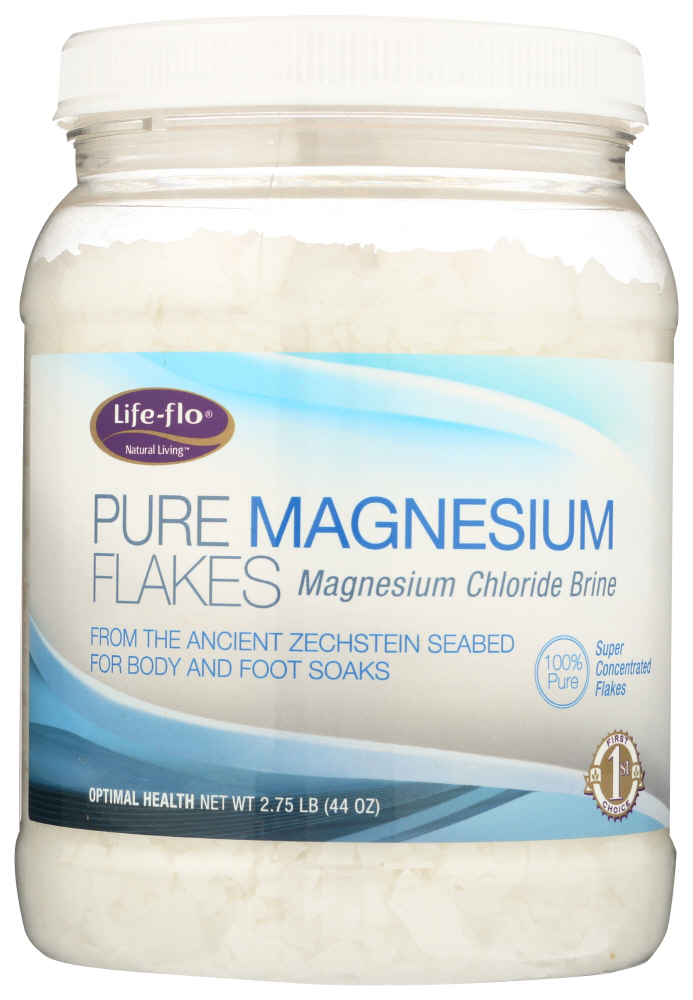 Life-flo®
Natural Living™
PURE MAGNESIUM
FLAKES Magnesium Chloride Brine
FROM THE ANCIENT ZECHSTEIN SEABED
FOR BODY AND FOOT SOAKS
100%
Pure
Super
Concentrated
Flakes
FIRST
1st
CHOICE
OPTIMAL HEALTH NET WT 2.75 LB (44 OZ)